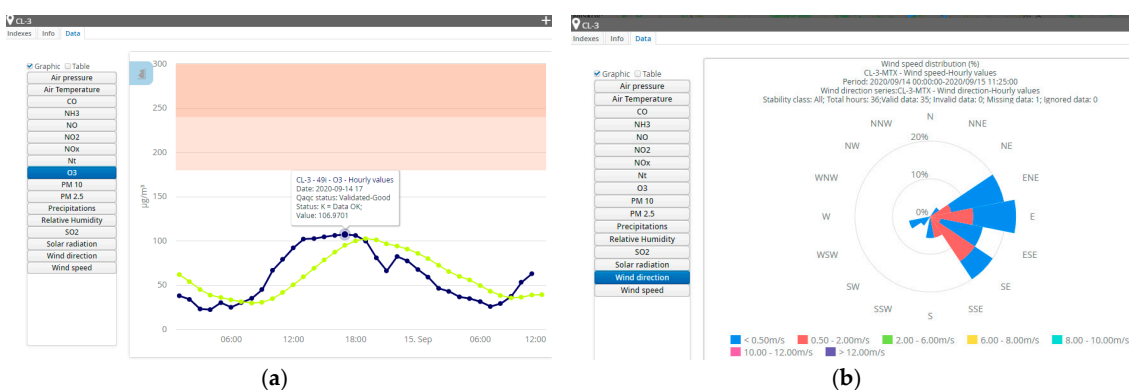 CL-3
Indexes Info Data
Graphic Table
Air pressure
Air Temperature
CO
NH3
NO
NO2
NOx
Nt
O3
PM 10
PM 2.5
Precipitations
Relative Humidity
SO2
Solar radiation
Wind direction
Wind speed
300
250
200
150
100
50
0
µg/m³
CL-3 - 49i - O3 - Hourly values
Date: 2020-09-14 17
Qaqc status: Validated-Good
Status: K = Data OK;
Value: 106.9701
06:00 12:00 18:00 15. Sep 06:00 12:00
(a)
CL-3
Indexes Info Data
Graphic Table
Air pressure
Air Temperature
CO
NH3
NO
NO2
NOx
Nt
O3
PM 10
PM 2.5
Precipitations
Relative Humidity
SO2
Solar radiation
Wind direction
Wind speed
Wind speed distribution (%)
CL-3-MTX - Wind speed-Hourly values
Period: 2020/09/14 00:00:00-2020/09/15 11:25:00
Wind direction series:CL-3-MTX - Wind direction-Hourly values
Stability class: All; Total hours: 36;Valid data: 35; Invalid data: 0; Missing data: 1; Ignored data: 0
N
NNW NNE
20%
NW NE
10%
WNW ENE
0%
W E
WSW ESE
SW SE
SSW SSE
S
< 0.50m/s 0.50 - 2.00m/s 2.00 - 6.00m/s 6.00 - 8.00m/s 8.00 - 10.00m/s
10.00 - 12.00m/s > 12.00m/s
(b)